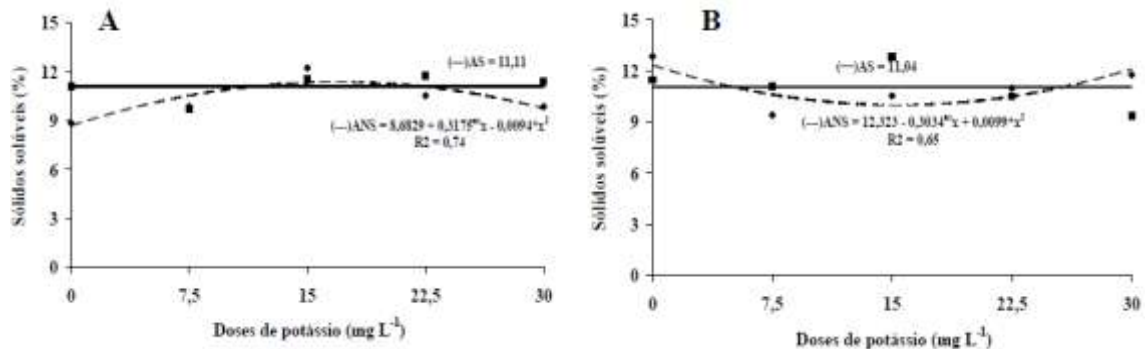 A
Sólidos solúveis (%)
15
12
9
6
3
0
(—)AS = 11,11
(---)ANS = 8,6829 + 0,3175ⁿˢx - 0,0094*x²
R2 = 0,74
0 7,5 15 22,5 30
Doses de potássio (mg L⁻¹)
B
Sólidos solúveis (%)
15
12
9
6
3
0
(—)AS = 11,04
(---)ANS = 12,323 - 0,3034ⁿˢx + 0,0099*x²
R2 = 0,65
0 7,5 15 22,5 30
Doses de potássio (mg L⁻¹)